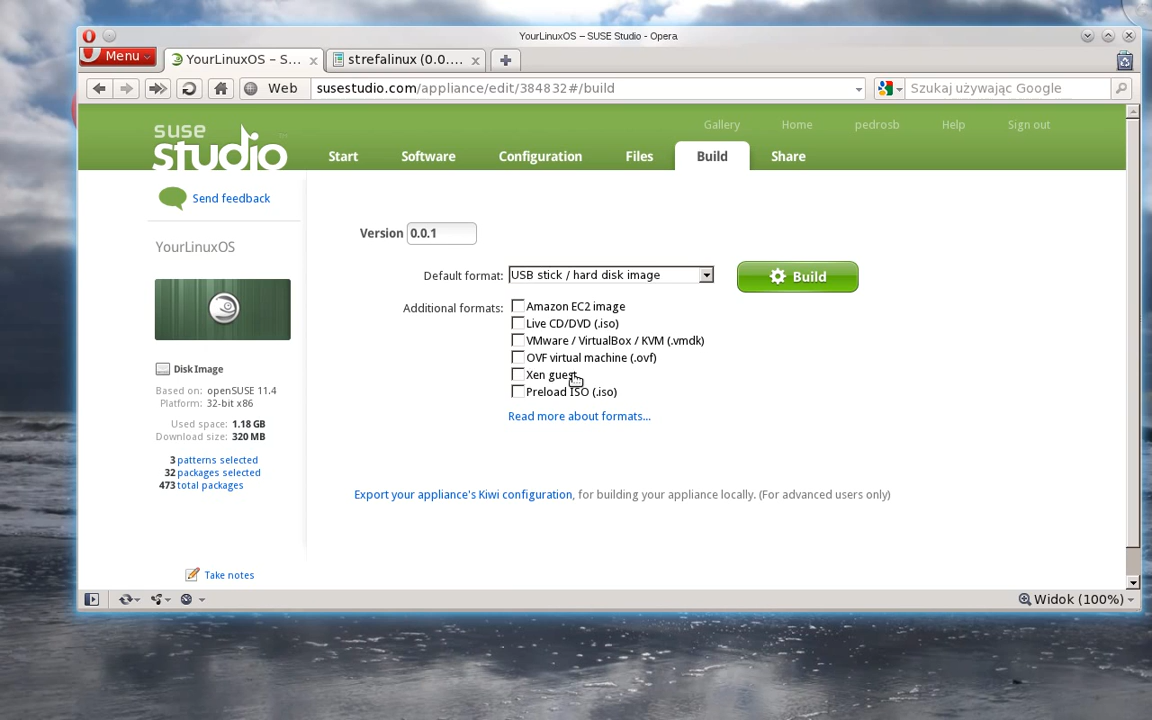 YourLinuxOS – SUSE Studio - Opera
Menu
YourLinuxOS – S...
strefalinux (0.0....
Web
susestudio.com/appliance/edit/384832#/build
Szukaj używając Google
Gallery
Home
pedrosb
Help
Sign out
suse
studio
Start
Software
Configuration
Files
Build
Share
Send feedback
YourLinuxOS
Disk Image
Based on: openSUSE 11.4
Platform: 32-bit x86
Used space: 1.18 GB
Download size: 320 MB
3 patterns selected
32 packages selected
473 total packages
Take notes
Version 0.0.1
Default format: USB stick / hard disk image
Build
Additional formats:
Amazon EC2 image
Live CD/DVD (.iso)
VMware / VirtualBox / KVM (.vmdk)
OVF virtual machine (.ovf)
Xen guest
Preload ISO (.iso)
Read more about formats...
Export your appliance's Kiwi configuration, for building your appliance locally. (For advanced users only)
Widok (100%)